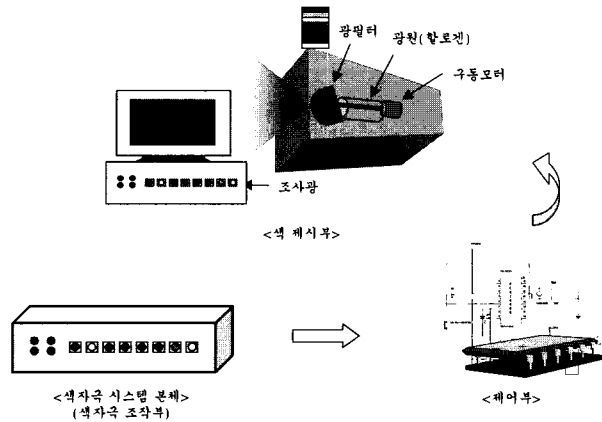 광필터
광원(할로겐)
구동모터
조사광
<색 제시부>
<색자극 시스템 본체>
(색자극 조작부)
<제어부>